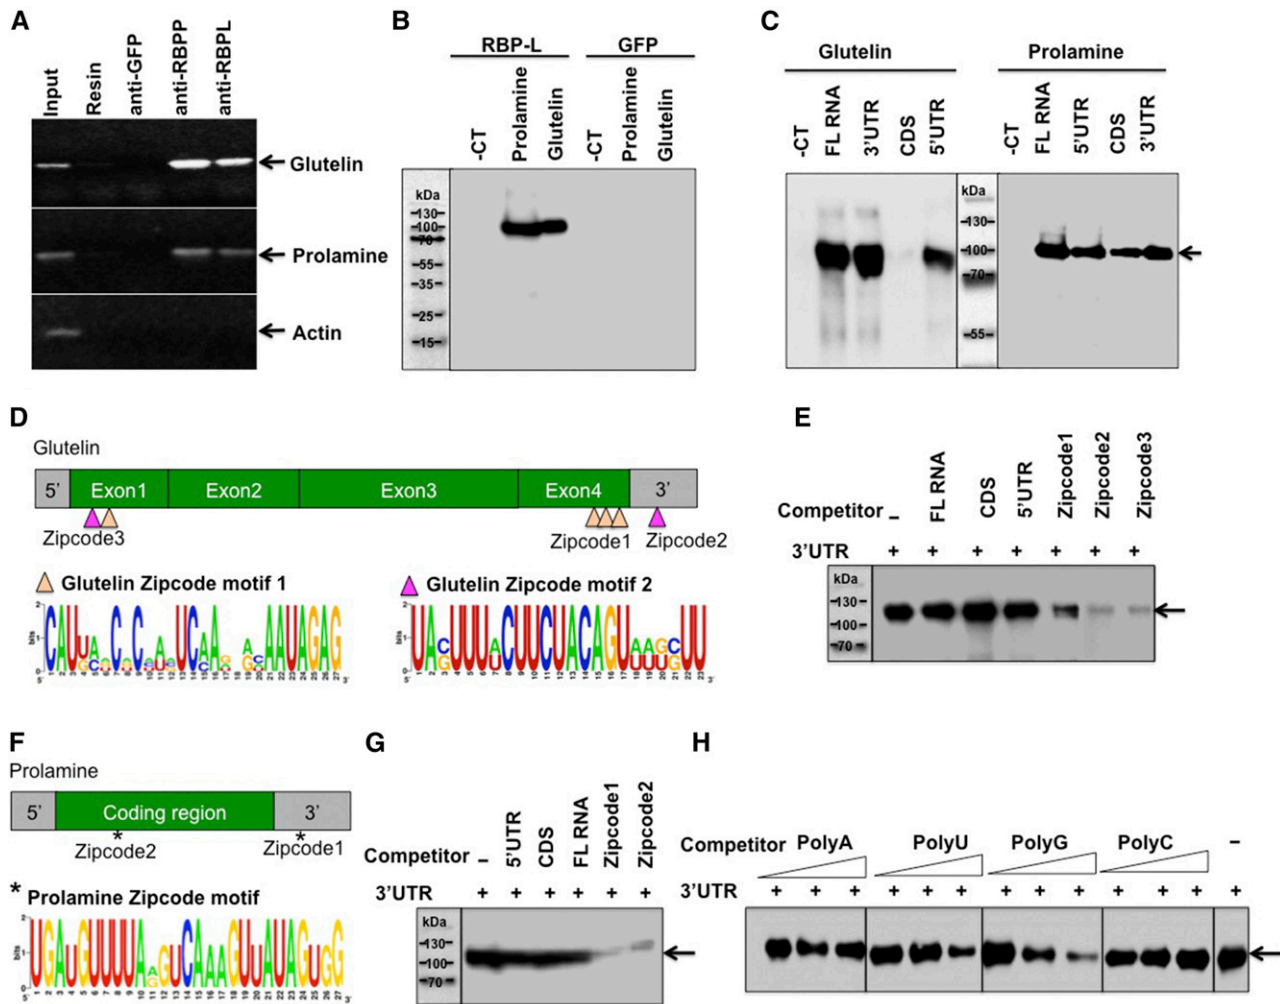 A
Input
Resin
anti-GFP
anti-RBPP
anti-RBPL
Glutelin
Prolamine
Actin
B
RBP-L
GFP
-CT
Prolamine
Glutelin
-CT
Prolamine
Glutelin
kDa
130
100
70
55
35
25
15
C
Glutelin
Prolamine
-CT
FL RNA
3'UTR
CDS
5'UTR
-CT
FL RNA
5'UTR
CDS
3'UTR
kDa
130
100
70
55
D
Glutelin
5' Exon1 Exon2 Exon3 Exon4 3'
Zipcode3 Zipcode1 Zipcode2
Glutelin Zipcode motif 1
Glutelin Zipcode motif 2
E
Competitor –
FL RNA
CDS
5'UTR
Zipcode1
Zipcode2
Zipcode3
3'UTR + + + + + + +
kDa
130
100
70
F
Prolamine
5' Coding region 3'
* *
Zipcode2 Zipcode1
* Prolamine Zipcode motif
G
Competitor –
5'UTR
CDS
FL RNA
Zipcode1
Zipcode2
3'UTR + + + + + +
kDa
130
100
70
H
Competitor PolyA PolyU PolyG PolyC –
3'UTR + + + + + + + + + + + + +